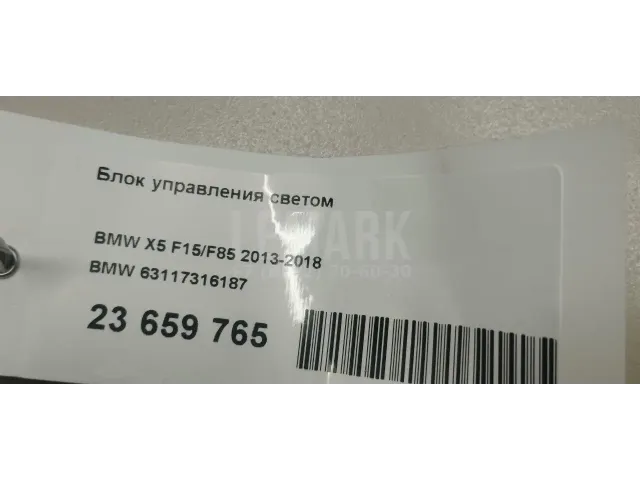 Блок управления светом
BMW X5 F15/F85 2013-2018
BMW 63117316187
23 659 765